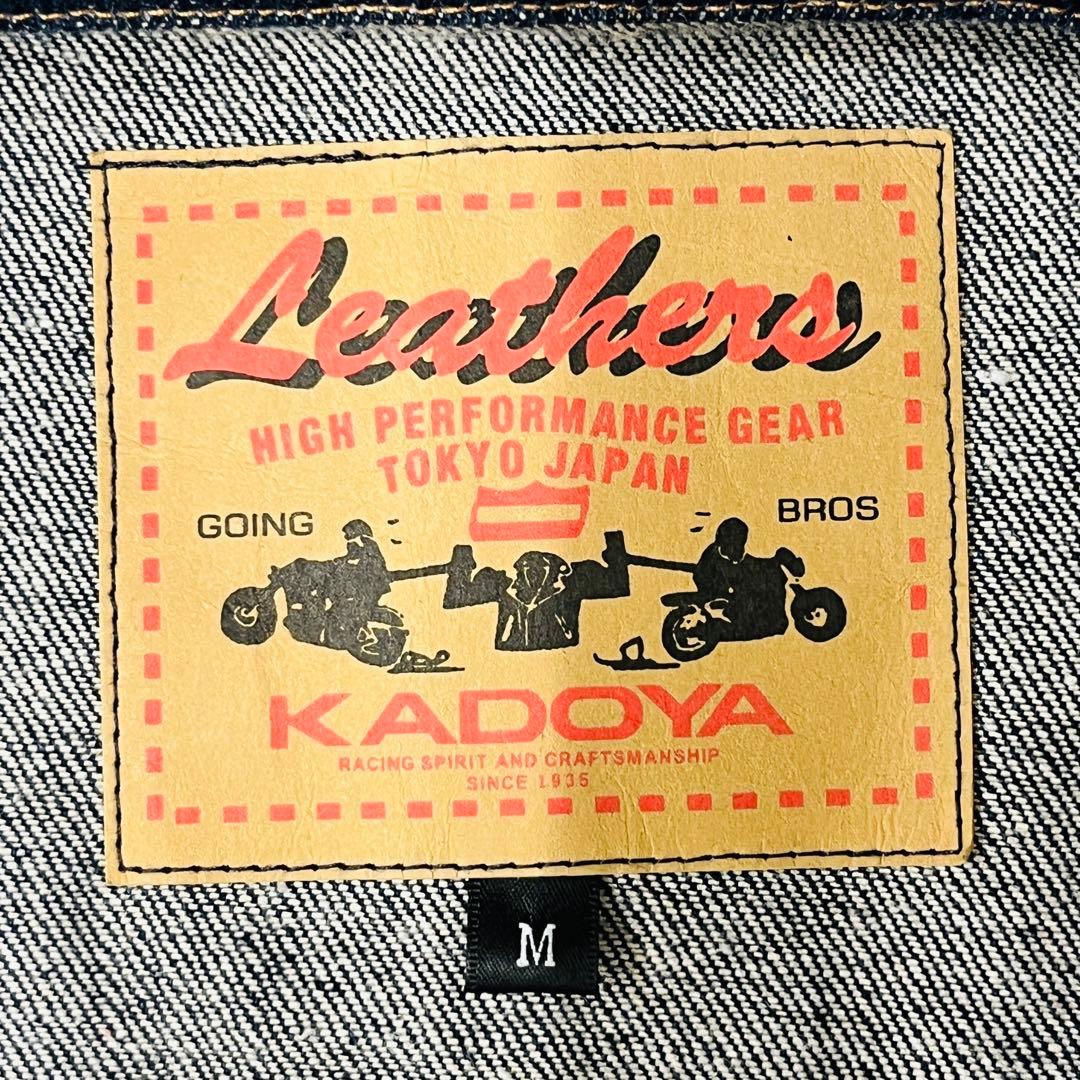 Leathers
HIGH PERFORMANCE GEAR
TOKYO JAPAN
GOING BROS
KADOYA
RACING SPIRIT AND CRAFTSMANSHIP
SINCE 1935
M